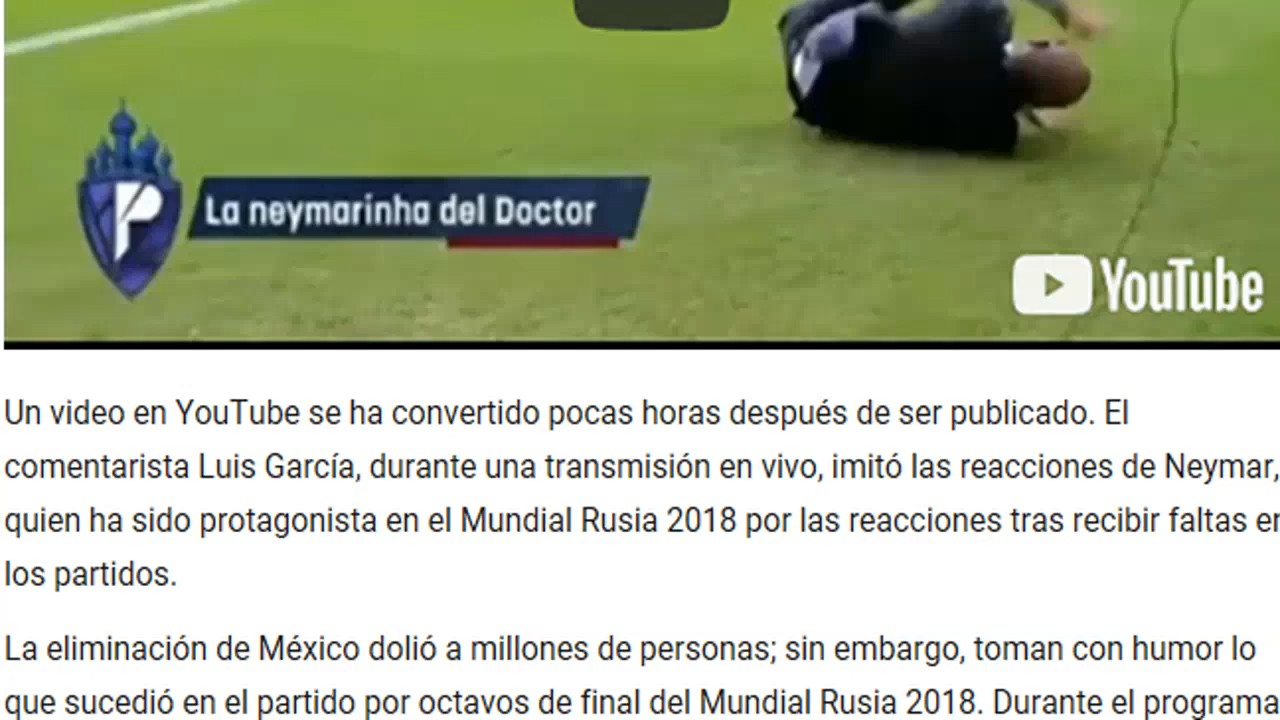 P
La neymarinha del Doctor
YouTube
Un video en YouTube se ha convertido pocas horas después de ser publicado. El
comentarista Luis García, durante una transmisión en vivo, imitó las reacciones de Neymar,
quien ha sido protagonista en el Mundial Rusia 2018 por las reacciones tras recibir faltas en
los partidos.
La eliminación de México dolió a millones de personas; sin embargo, toman con humor lo
que sucedió en el partido por octavos de final del Mundial Rusia 2018. Durante el programa